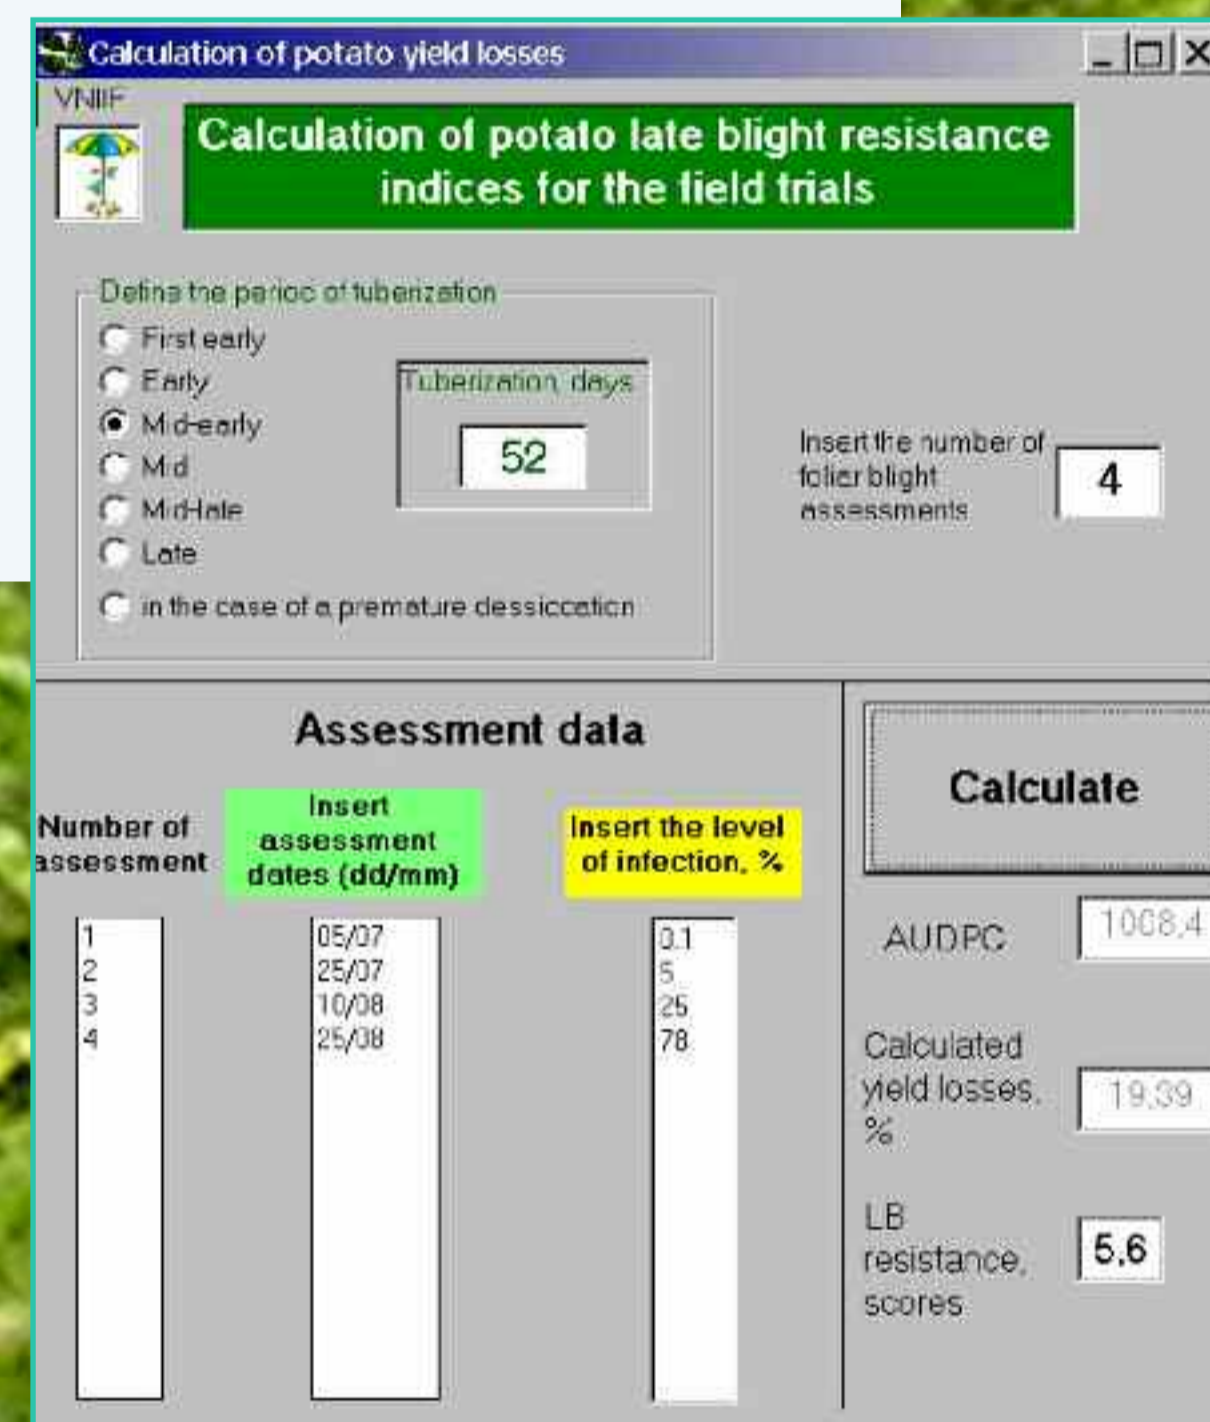 Calculation of potato yield losses
VNIIF
Calculation of potato late blight resistance
indices for the field trials
Define the period of tuberization
First early
Early
Mid-early
Mid
Mid-late
Late
in the case of a premature dessiccation
Tuberization, days
52
Insert the number of
foliar blight
assessments
4
Assessment data
Number of
assessment
Insert
assessment
dates (dd/mm)
Insert the level
of infection, %
1 05/07 0.1
2 25/07 5
3 10/08 25
4 25/08 78
Calculate
AUDPC 1008,4
Calculated
yield losses,
%
19,39
LB
resistance,
scores
5,6